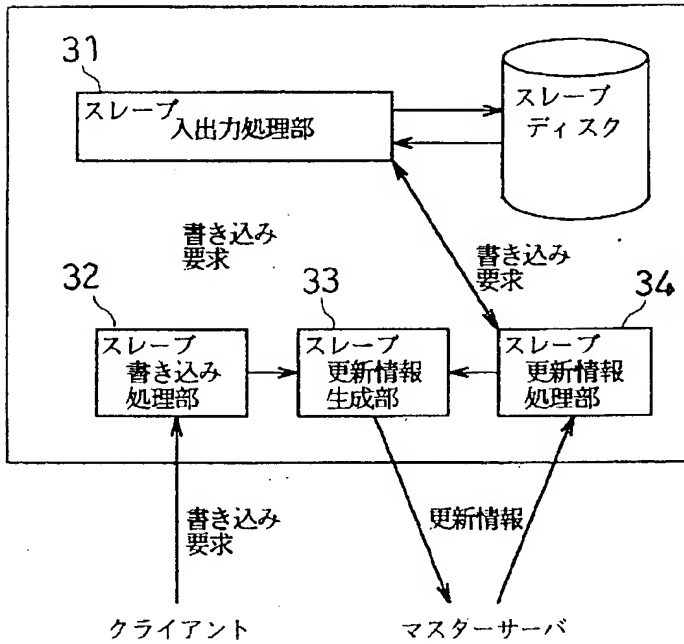 31
スレーブ
入出力処理部
スレーブ
ディスク
書き込み
要求
書き込み
要求
32
33
34
スレーブ
書き込み
処理部
スレーブ
更新情報
生成部
スレーブ
更新情報
処理部
書き込み
要求
更新情報
クライアント
マスターサーバ